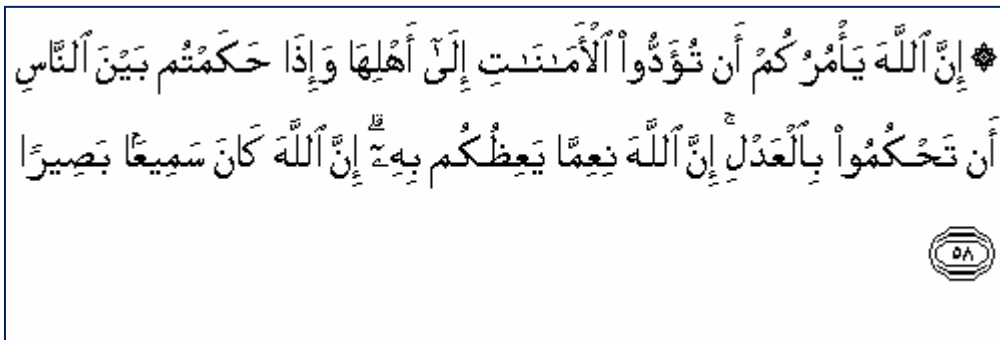 ۞ إِنَّ ٱللَّهَ يَأْمُرُكُمْ أَن تُؤَدُّوا۟ ٱلْأَمَـٰنَـٰتِ إِلَىٰٓ أَهْلِهَا وَإِذَا حَكَمْتُم بَيْنَ ٱلنَّاسِ
أَن تَحْكُمُوا۟ بِٱلْعَدْلِ ۚ إِنَّ ٱللَّهَ نِعِمَّا يَعِظُكُم بِهِۦٓ ۗ إِنَّ ٱللَّهَ كَانَ سَمِيعًۢا بَصِيرًا
٥٨